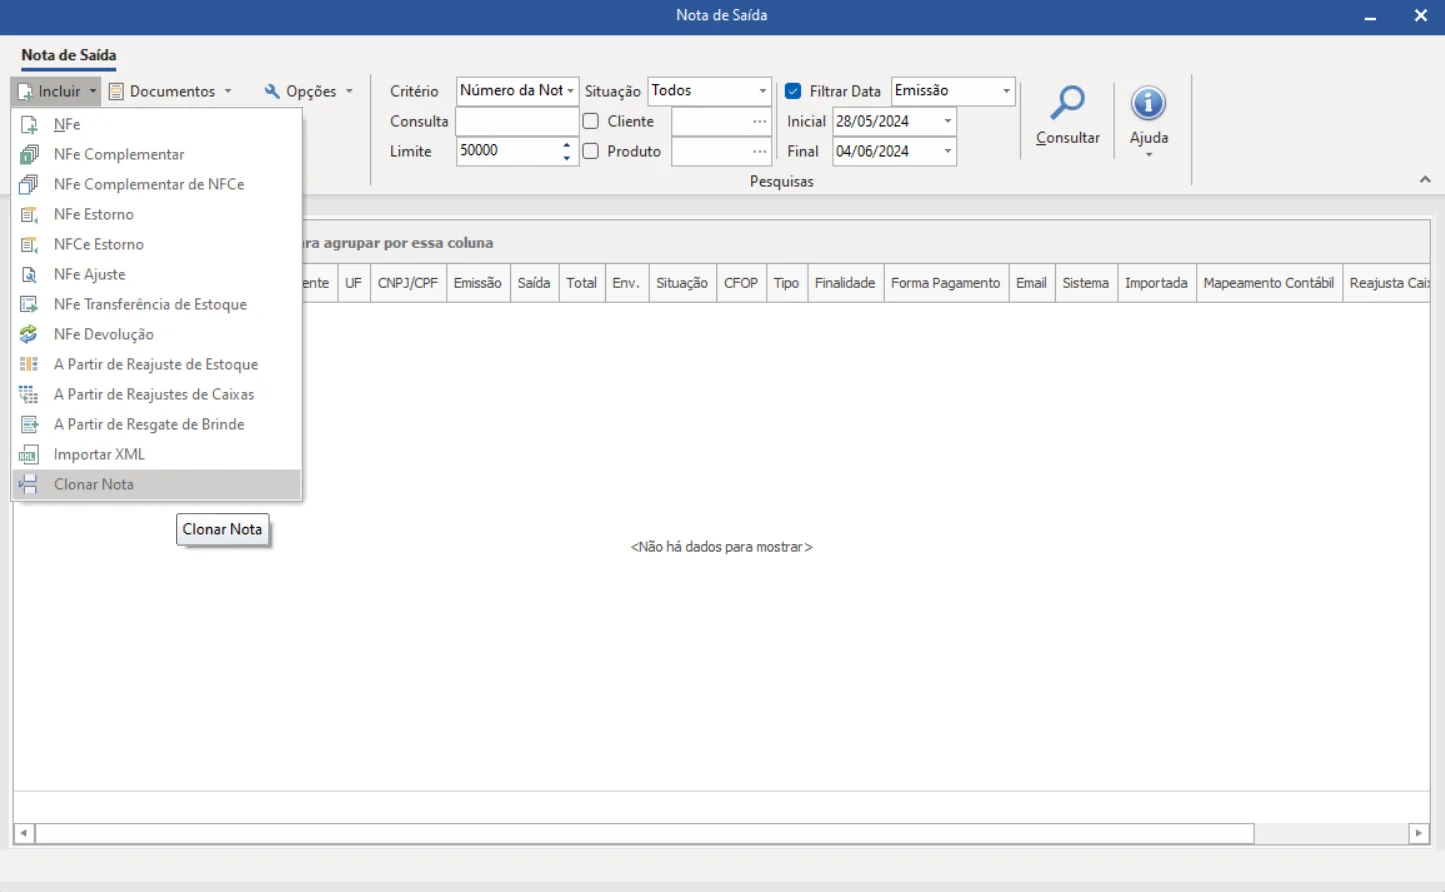 Nota de Saída
Nota de Saída
Incluir Documentos Opções
Critério Número da Not Situação Todos Filtrar Data Emissão
Consulta Cliente Inicial 28/05/2024
Limite 50000 Produto Final 04/06/2024
Consultar
Ajuda
Pesquisas
NFe
NFe Complementar
NFe Complementar de NFCe
NFe Estorno
NFCe Estorno
NFe Ajuste
NFe Transferência de Estoque
NFe Devolução
A Partir de Reajuste de Estoque
A Partir de Reajustes de Caixas
A Partir de Resgate de Brinde
Importar XML
Clonar Nota
Clonar Nota
ra agrupar por essa coluna
ente UF CNPJ/CPF Emissão Saída Total Env. Situação CFOP Tipo Finalidade Forma Pagamento Email Sistema Importada Mapeamento Contábil Reajusta Caix
<Não há dados para mostrar>